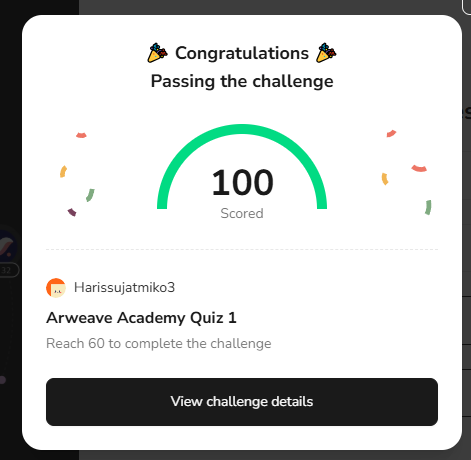 🎉 Congratulations 🎉
Passing the challenge
100
Scored
Harissujatmiko3
Arweave Academy Quiz 1
Reach 60 to complete the challenge
View challenge details
32